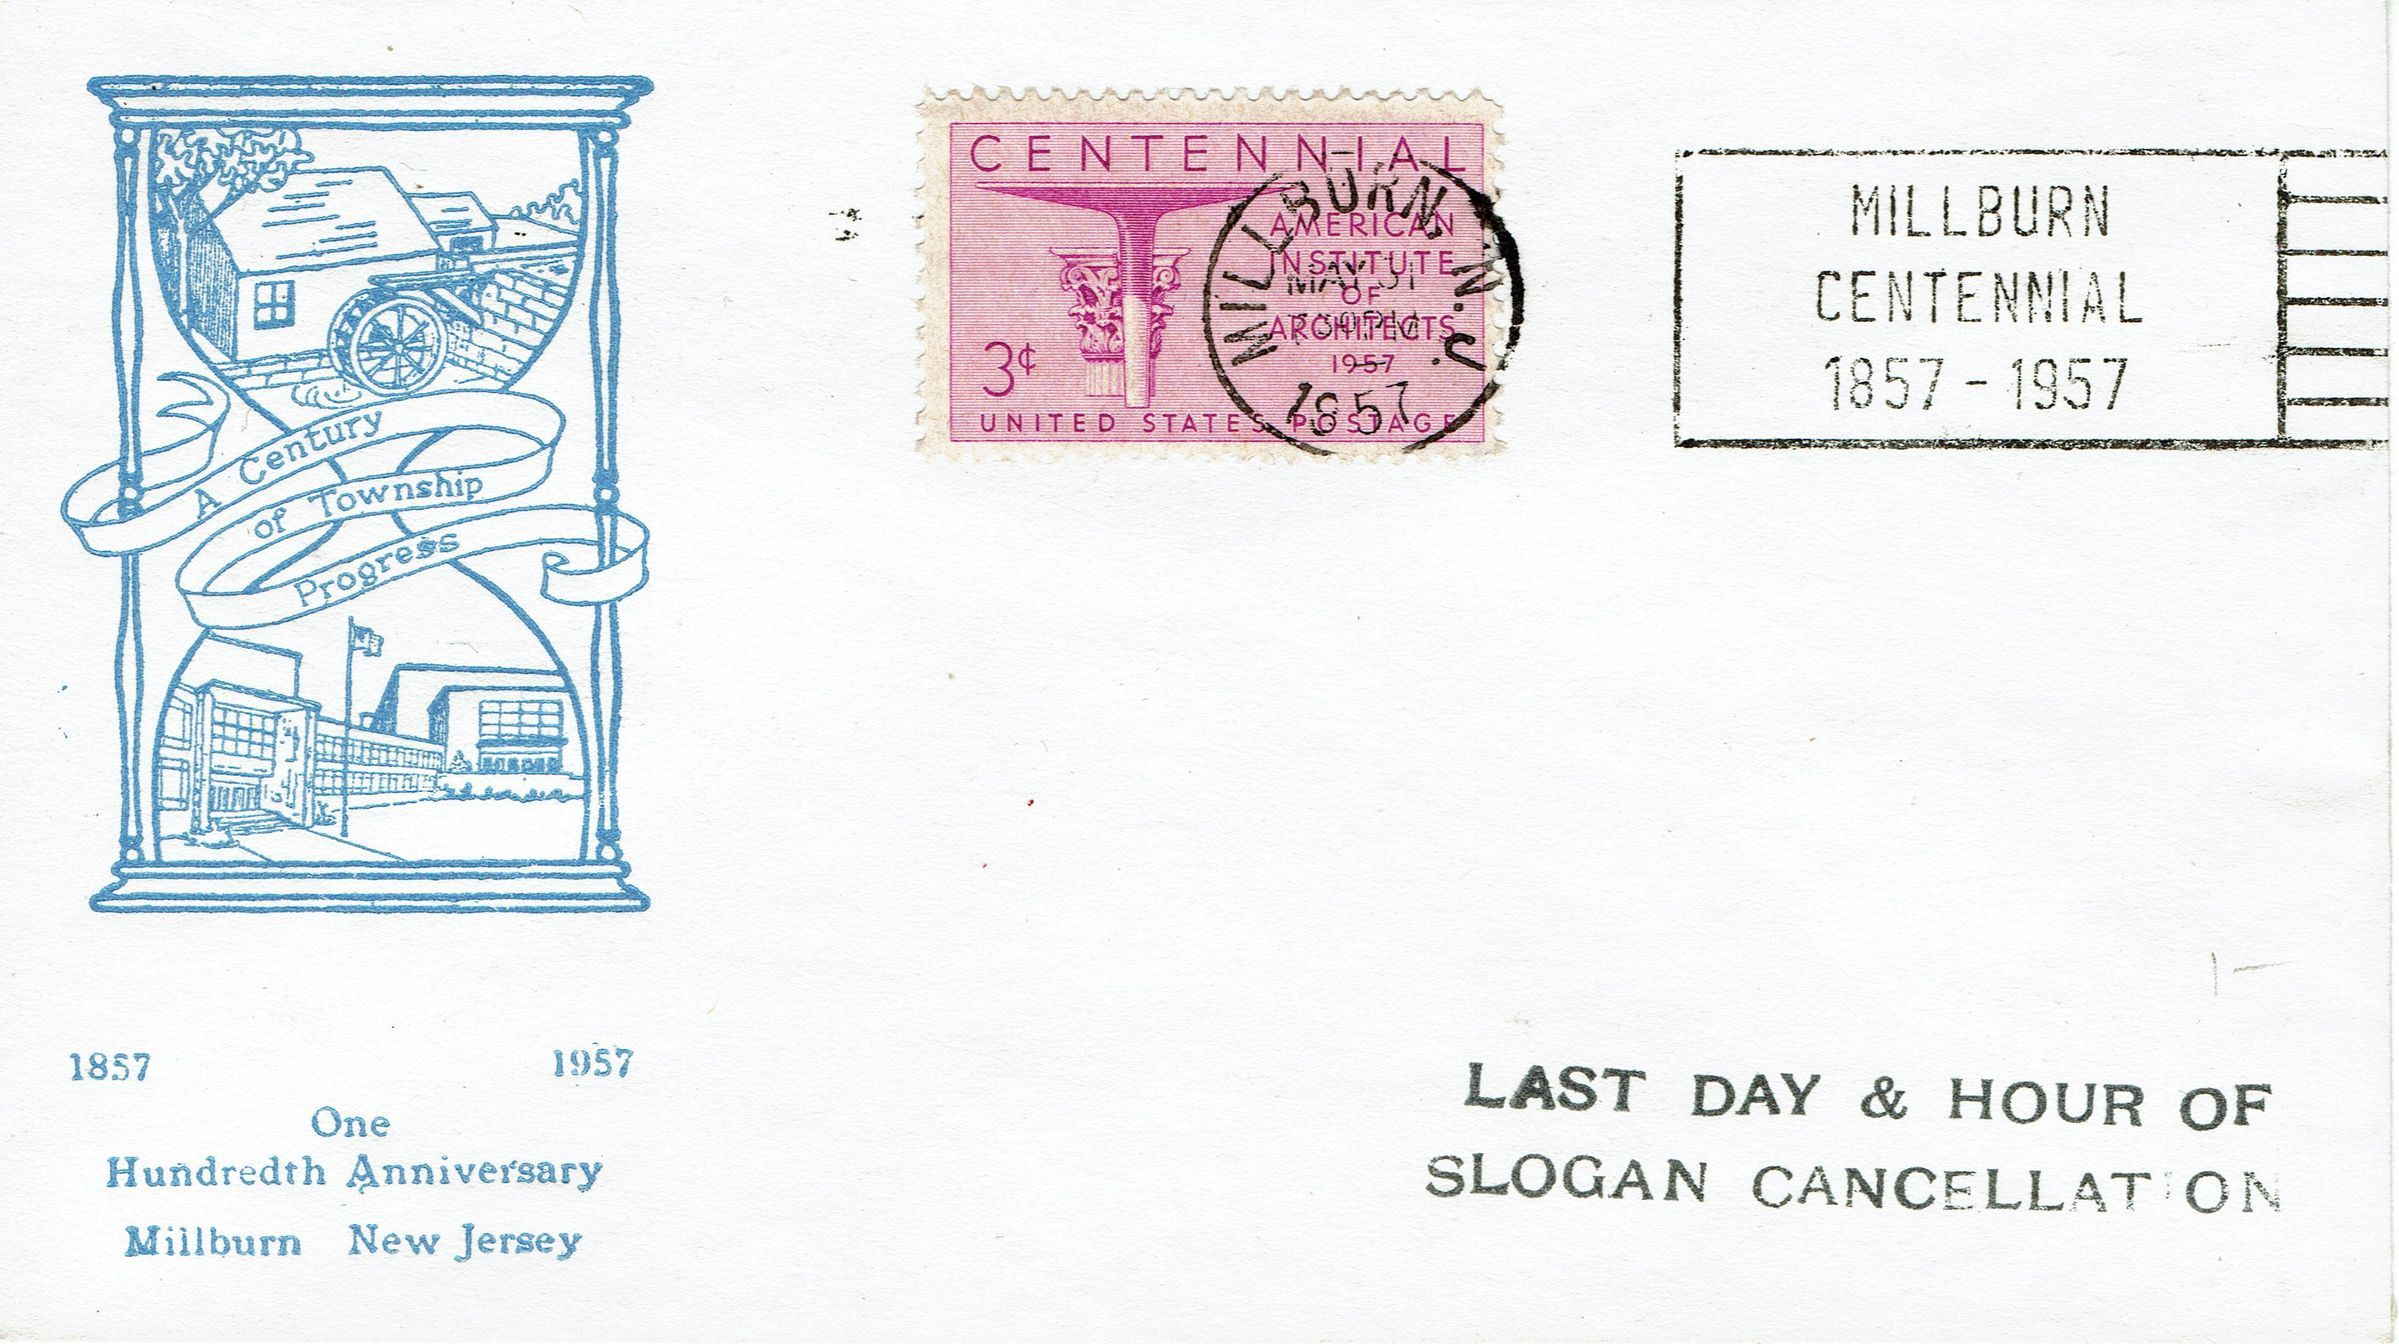 A Century
of Township
Progress
1857 1957
One
Hundredth Anniversary
Millburn New Jersey
CENTENNIAL
AMERICAN
INSTITUTE
OF
ARCHITECTS
1957
3¢
UNITED STATES POSTAGE
MILLBURN, N.J.
MAY 31
PM
1957
MILLBURN
CENTENNIAL
1857 - 1957
LAST DAY & HOUR OF
SLOGAN CANCELLATION